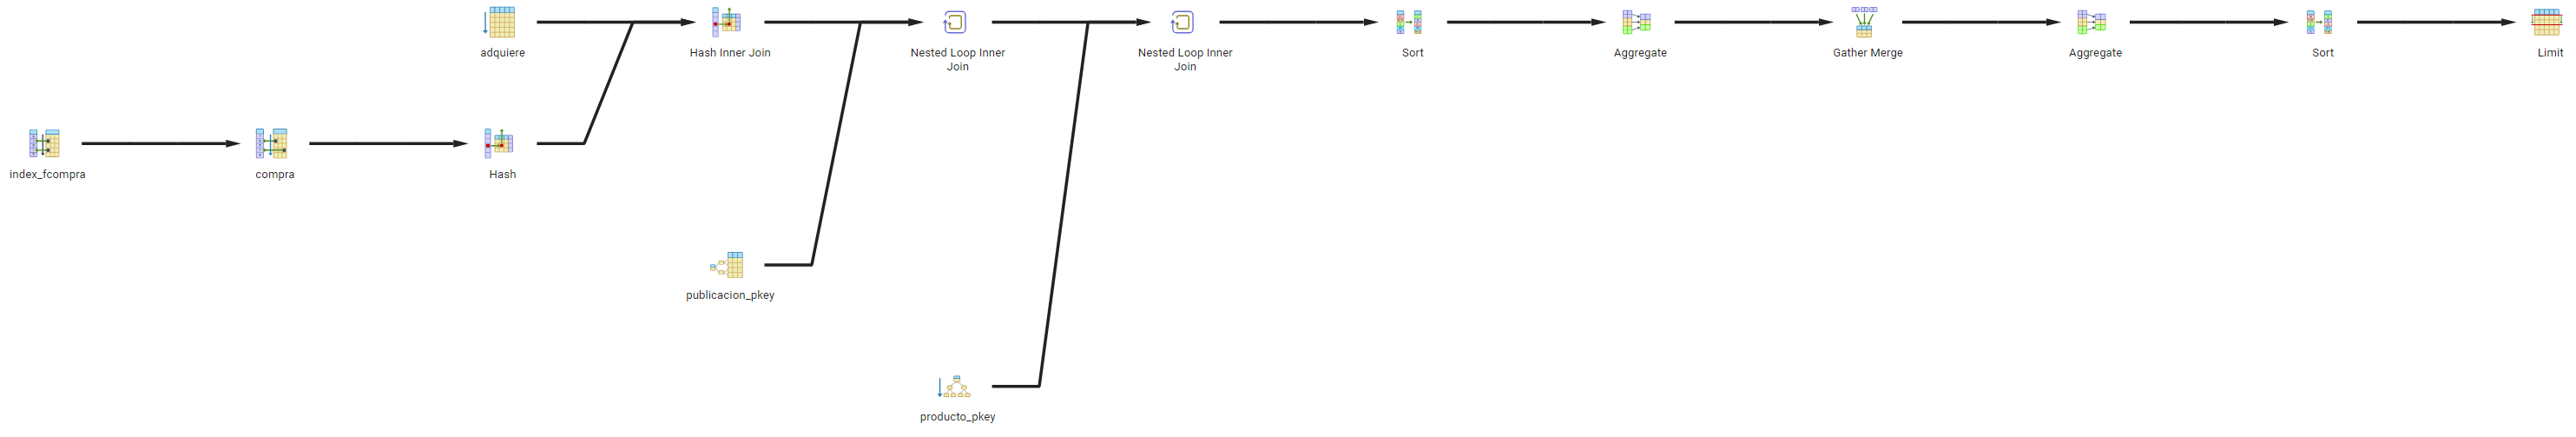 adquiere
Hash Inner Join
Nested Loop Inner
Join
Nested Loop Inner
Join
Sort
Aggregate
Gather Merge
Aggregate
Sort
Limit
index_fcompra
compra
Hash
publicacion_pkey
producto_pkey